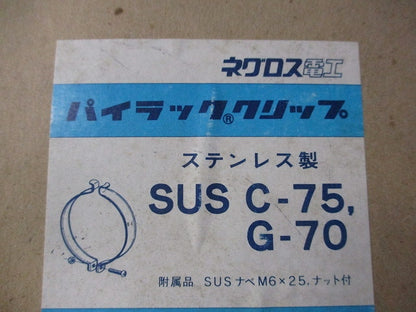 ネグロス電工
パイラック®クリップ
ステンレス製
SUS C-75,
G-70
附属品 SUSナベM6×25,ナット付